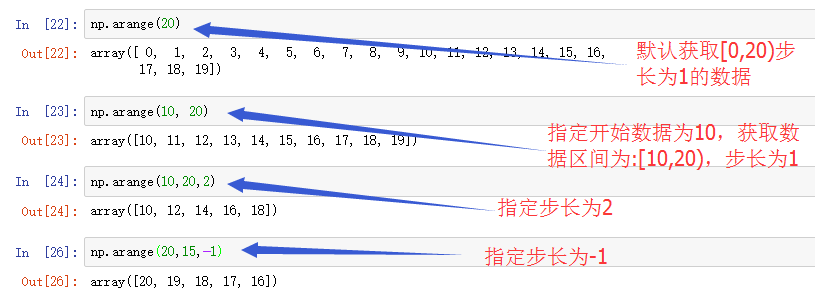 In [22]: np.arange(20)
Out[22]: array([ 0, 1, 2, 3, 4, 5, 6, 7, 8, 9, 10, 11, 12, 13, 14, 15, 16,
17, 18, 19])
默认获取[0,20)步
长为1的数据
In [23]: np.arange(10, 20)
Out[23]: array([10, 11, 12, 13, 14, 15, 16, 17, 18, 19])
指定开始数据为10，获取数
据区间为:[10,20)，步长为1
In [24]: np.arange(10,20,2)
Out[24]: array([10, 12, 14, 16, 18])
指定步长为2
In [26]: np.arange(20,15,-1)
Out[26]: array([20, 19, 18, 17, 16])
指定步长为-1